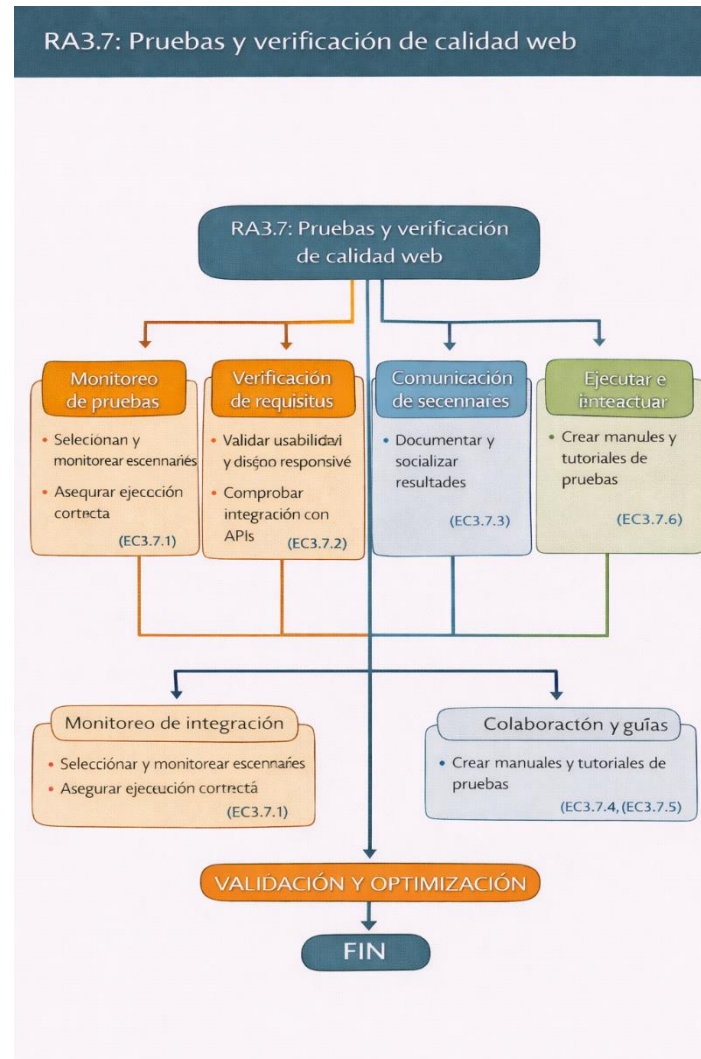 RA3.7: Pruebas y verificación de calidad web
RA3.7: Pruebas y verificación
de calidad web
Monitoreo
de pruebas
• Selecionan y
monitorear escennariés
• Asegurar ejecución
correcta
(EC3.7.1)
Verificación
de requisitus
• Validar usabilidavi
y disẹoo responsivé
• Comprobar
integración con
APIs
(EC3.7.2)
Comunicación
de secennares
• Documentar y
socializar
resultades
(EC3.7.3)
Ejecutar e
inteactuar
• Crear manules y
tutoriales de
pruebas
(EC3.7.6)
Monitoreo de integración
• Selecciónar y monitorear escennaries
• Asegurar ejecución cortrectá
(EC3.7.1)
Colaboractón y guías
• Crear manuales y tutoriales de
pruebas
(EC3.7.4, (EC3.7.5)
VALIDACIÓN Y OPTIMIZACIÓN
FIN